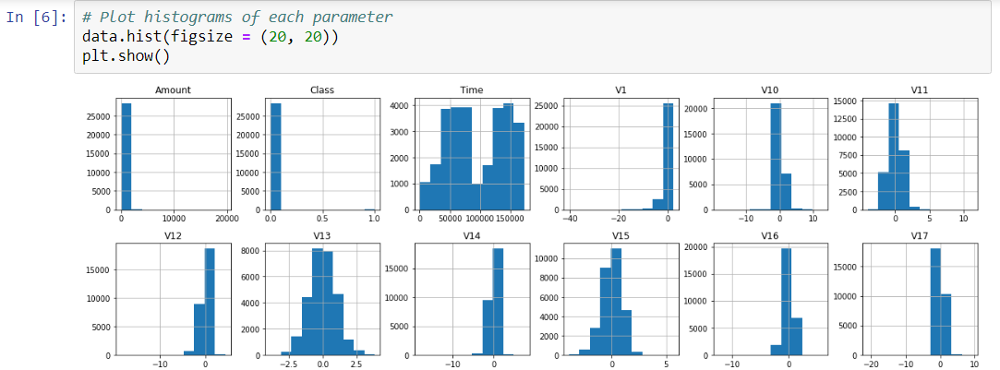 In [6]: # Plot histograms of each parameter
data.hist(figsize = (20, 20))
plt.show()
Amount Class Time V1 V10 V11
25000 20000 15000 10000 5000 0
25000 20000 15000 10000 5000 0
4000 3000 2000 1000 0
25000 20000 15000 10000 5000 0
20000 15000 10000 5000 0
15000 12500 10000 7500 5000 2500 0
0 10000 20000 0.0 0.5 1.0 0 50000 100000 150000 −40 −20 0 −10 0 10 0 5 10
V12 V13 V14 V15 V16 V17
15000 10000 5000 0
8000 6000 4000 2000 0
15000 10000 5000 0
10000 8000 6000 4000 2000 0
20000 15000 10000 5000 0
15000 10000 5000 0
−10 0 −2.5 0.0 2.5 −10 0 0 5 −10 0 −20 −10 0 10